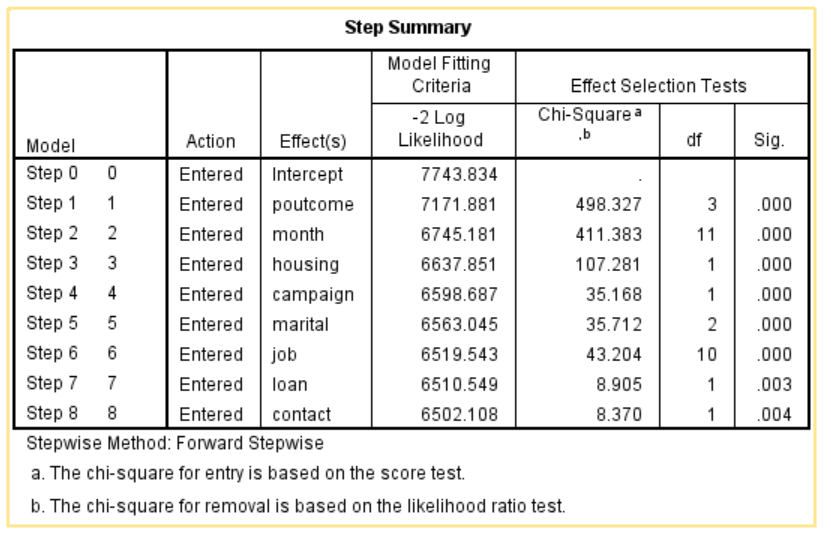 Step Summary
Model Action Effect(s) Model Fitting Criteria Effect Selection Tests
-2 Log Likelihood Chi-Square a ,b df Sig.
Step 0 0 Entered Intercept 7743.834 .
Step 1 1 Entered poutcome 7171.881 498.327 3 .000
Step 2 2 Entered month 6745.181 411.383 11 .000
Step 3 3 Entered housing 6637.851 107.281 1 .000
Step 4 4 Entered campaign 6598.687 35.168 1 .000
Step 5 5 Entered marital 6563.045 35.712 2 .000
Step 6 6 Entered job 6519.543 43.204 10 .000
Step 7 7 Entered loan 6510.549 8.905 1 .003
Step 8 8 Entered contact 6502.108 8.370 1 .004
Stepwise Method: Forward Stepwise
a. The chi-square for entry is based on the score test.
b. The chi-square for removal is based on the likelihood ratio test.